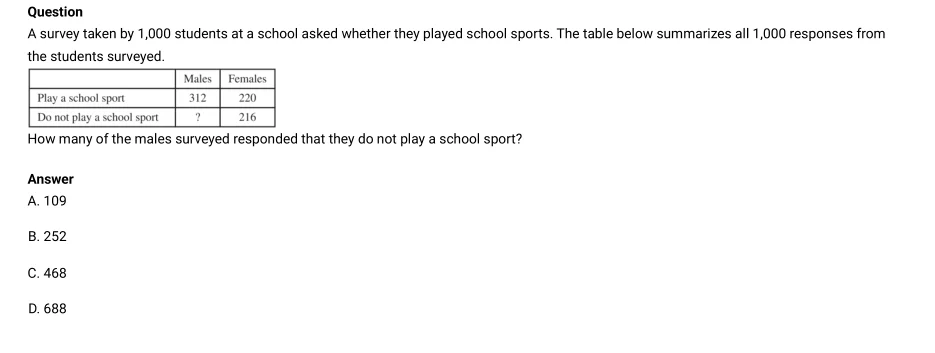 Question
A survey taken by 1,000 students at a school asked whether they played school sports. The table below summarizes all 1,000 responses from
the students surveyed.
Males Females
Play a school sport 312 220
Do not play a school sport ? 216
How many of the males surveyed responded that they do not play a school sport?
Answer
A. 109
B. 252
C. 468
D. 688